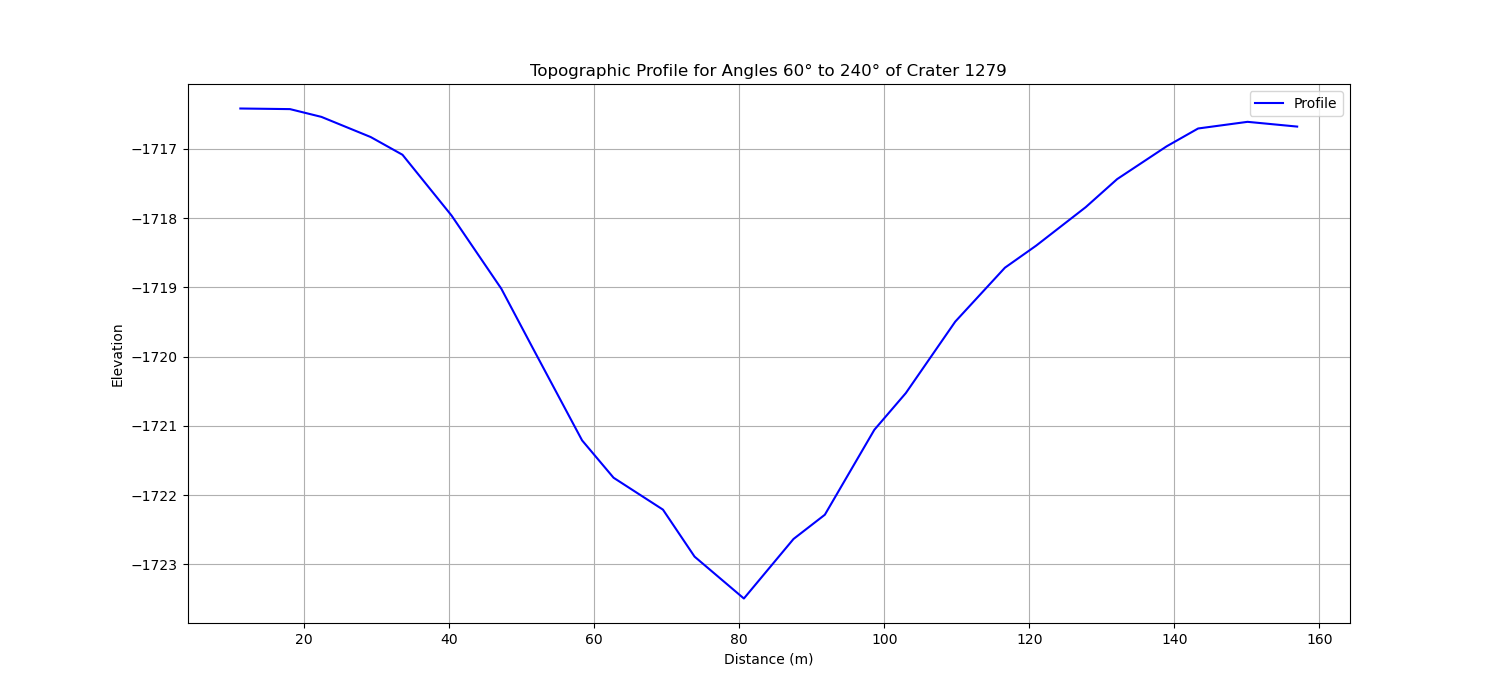 Topographic Profile for Angles 60° to 240° of Crater 1279
Profile
−1717
−1718
−1719
−1720
−1721
−1722
−1723
Elevation
20 40 60 80 100 120 140 160
Distance (m)